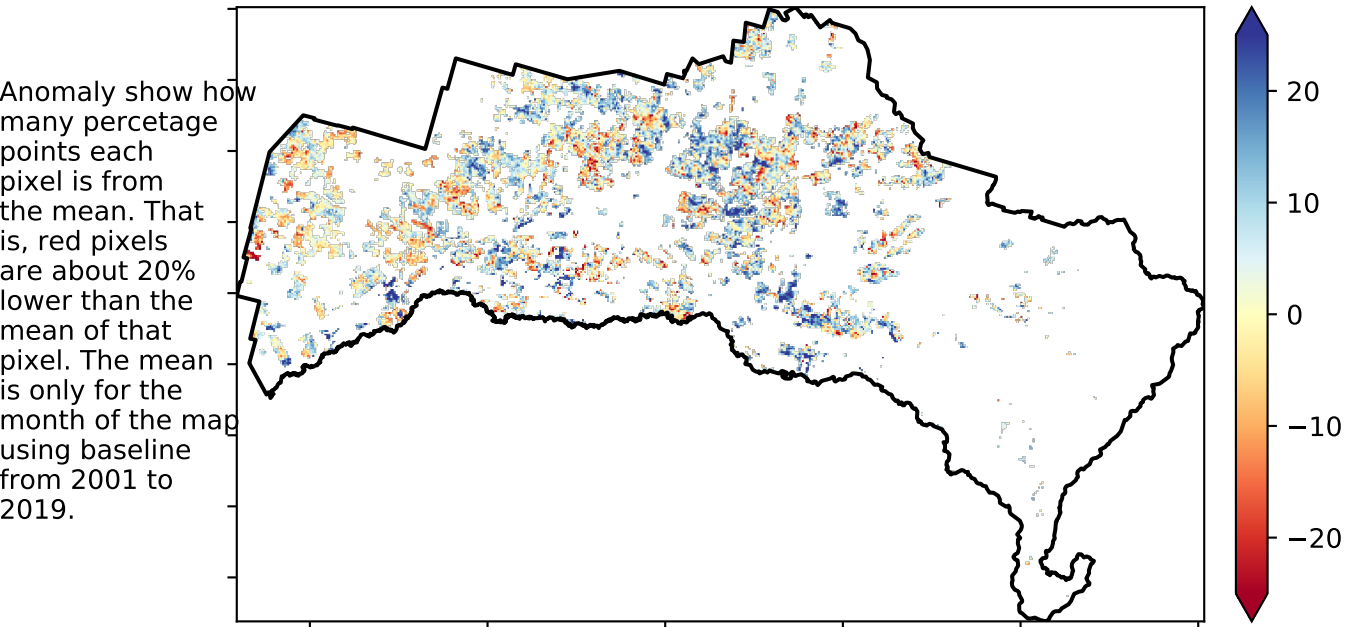 Anomaly show how
many percetage
points each
pixel is from
the mean. That
is, red pixels
are about 20%
lower than the
mean of that
pixel. The mean
is only for the
month of the map
using baseline
from 2001 to
2019.
20
10
0
−10
−20